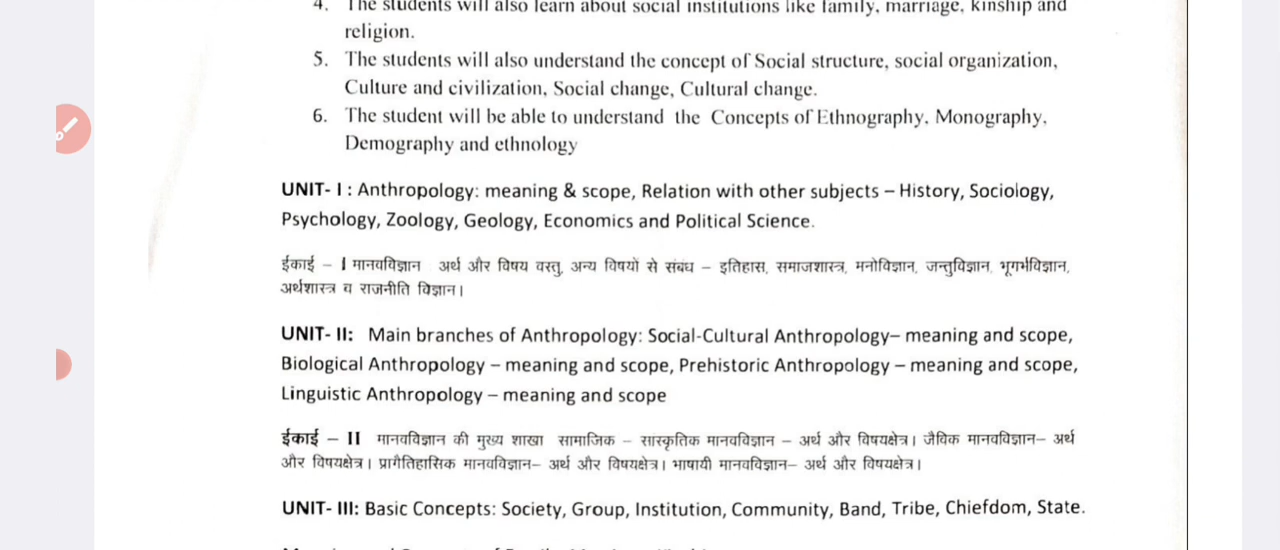 4. The students will also learn about social institutions like family, marriage, kinship and
religion.
5. The students will also understand the concept of Social structure, social organization,
Culture and civilization, Social change, Cultural change.
6. The student will be able to understand the Concepts of Ethnography, Monography,
Demography and ethnology
UNIT- I : Anthropology: meaning & scope, Relation with other subjects – History, Sociology,
Psychology, Zoology, Geology, Economics and Political Science.
ईकाई – I मानवविज्ञान अर्थ और विषय वस्तु, अन्य विषयों से संबंध – इतिहास, समाजशास्त्र, मनोविज्ञान, जन्तुविज्ञान, भूगर्भविज्ञान,
अर्थशास्त्र व राजनीति विज्ञान।
UNIT- II: Main branches of Anthropology: Social-Cultural Anthropology– meaning and scope,
Biological Anthropology – meaning and scope, Prehistoric Anthropology – meaning and scope,
Linguistic Anthropology – meaning and scope
ईकाई – II मानवविज्ञान की मुख्य शाखा सामाजिक – सास्कृतिक मानवविज्ञान – अर्थ और विषयक्षेत्र। जैविक मानवविज्ञान– अर्थ
और विषयक्षेत्र। प्रागैतिहासिक मानवविज्ञान– अर्थ और विषयक्षेत्र। भाषायी मानवविज्ञान– अर्थ और विषयक्षेत्र।
UNIT- III: Basic Concepts: Society, Group, Institution, Community, Band, Tribe, Chiefdom, State.